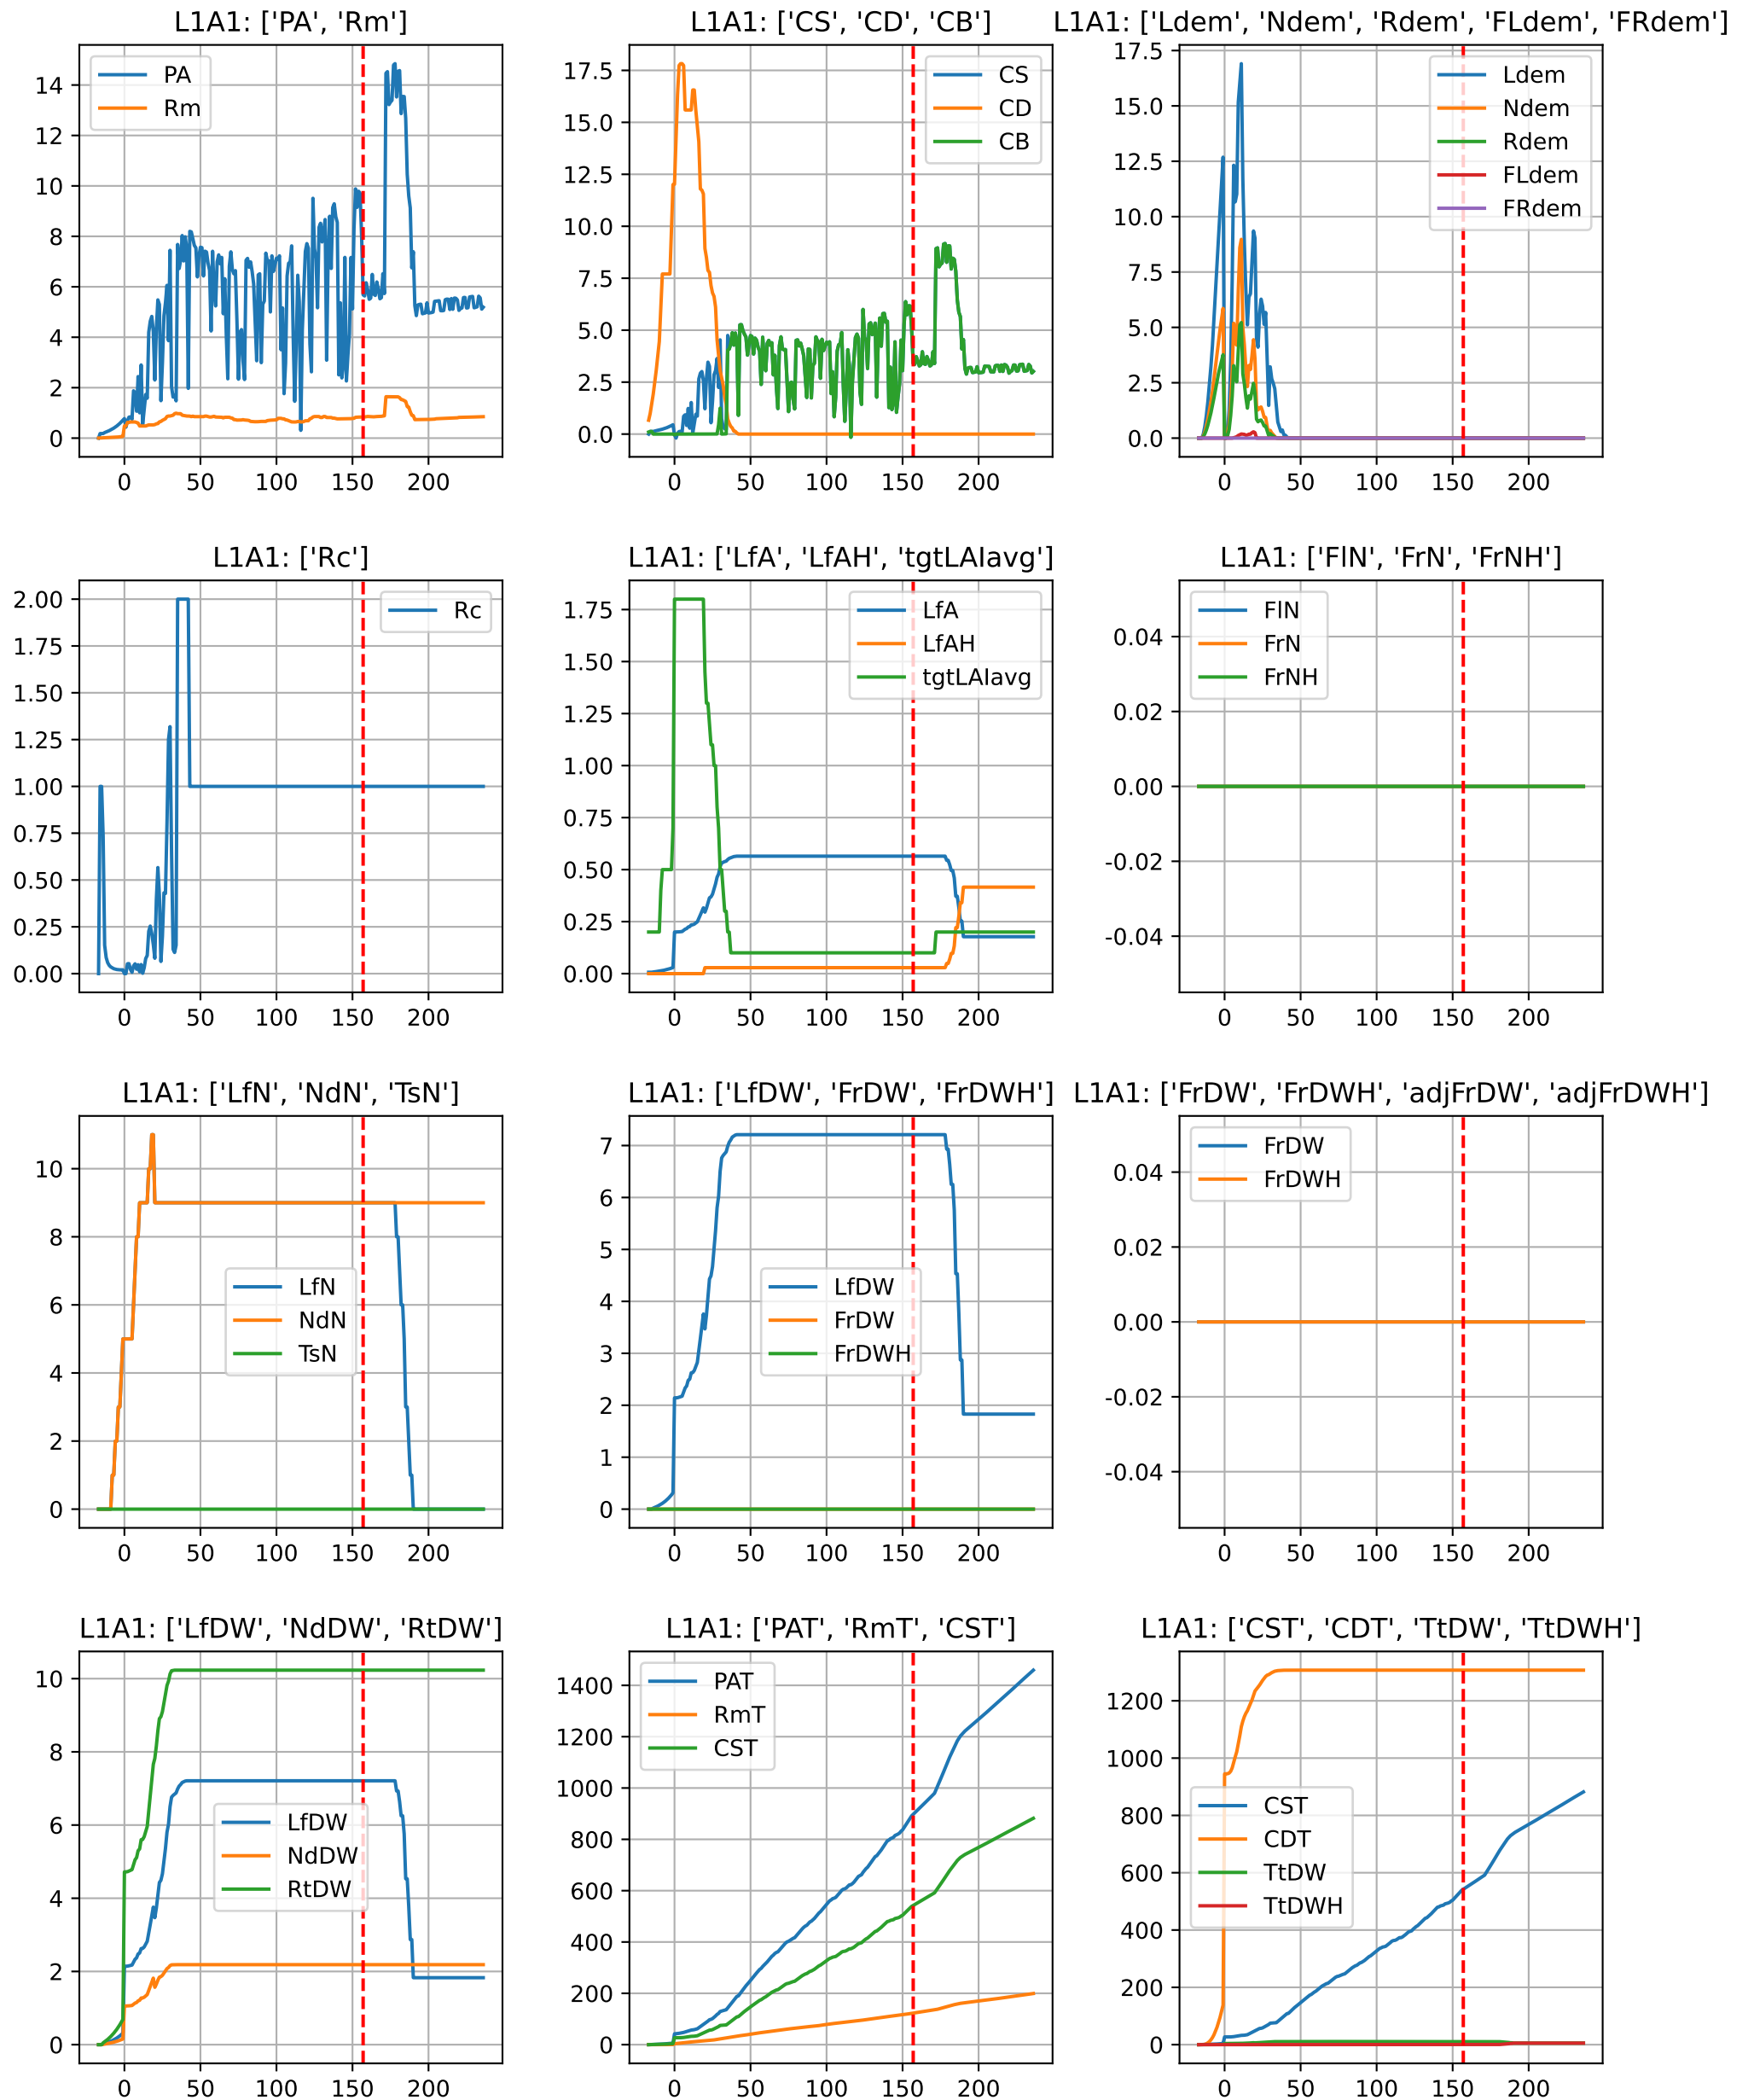 L1A1: ['PA', 'Rm']
14
12
10
8
6
4
2
0
PA
Rm
0 50 100 150 200
L1A1: ['CS', 'CD', 'CB']
17.5
15.0
12.5
10.0
7.5
5.0
2.5
0.0
CS
CD
CB
0 50 100 150 200
L1A1: ['Ldem', 'Ndem', 'Rdem', 'FLdem', 'FRdem']
17.5
15.0
12.5
10.0
7.5
5.0
2.5
0.0
Ldem
Ndem
Rdem
FLdem
FRdem
0 50 100 150 200
L1A1: ['Rc']
2.00
1.75
1.50
1.25
1.00
0.75
0.50
0.25
0.00
Rc
0 50 100 150 200
L1A1: ['LfA', 'LfAH', 'tgtLAIavg']
1.75
1.50
1.25
1.00
0.75
0.50
0.25
0.00
LfA
LfAH
tgtLAIavg
0 50 100 150 200
L1A1: ['FlN', 'FrN', 'FrNH']
0.04
0.02
0.00
-0.02
-0.04
FlN
FrN
FrNH
0 50 100 150 200
L1A1: ['LfN', 'NdN', 'TsN']
10
8
6
4
2
0
LfN
NdN
TsN
0 50 100 150 200
L1A1: ['LfDW', 'FrDW', 'FrDWH']
7
6
5
4
3
2
1
0
LfDW
FrDW
FrDWH
0 50 100 150 200
L1A1: ['FrDW', 'FrDWH', 'adjFrDW', 'adjFrDWH']
0.04
0.02
0.00
-0.02
-0.04
FrDW
FrDWH
0 50 100 150 200
L1A1: ['LfDW', 'NdDW', 'RtDW']
10
8
6
4
2
0
LfDW
NdDW
RtDW
0 50 100 150 200
L1A1: ['PAT', 'RmT', 'CST']
1400
1200
1000
800
600
400
200
0
PAT
RmT
CST
0 50 100 150 200
L1A1: ['CST', 'CDT', 'TtDW', 'TtDWH']
1200
1000
800
600
400
200
0
CST
CDT
TtDW
TtDWH
0 50 100 150 200